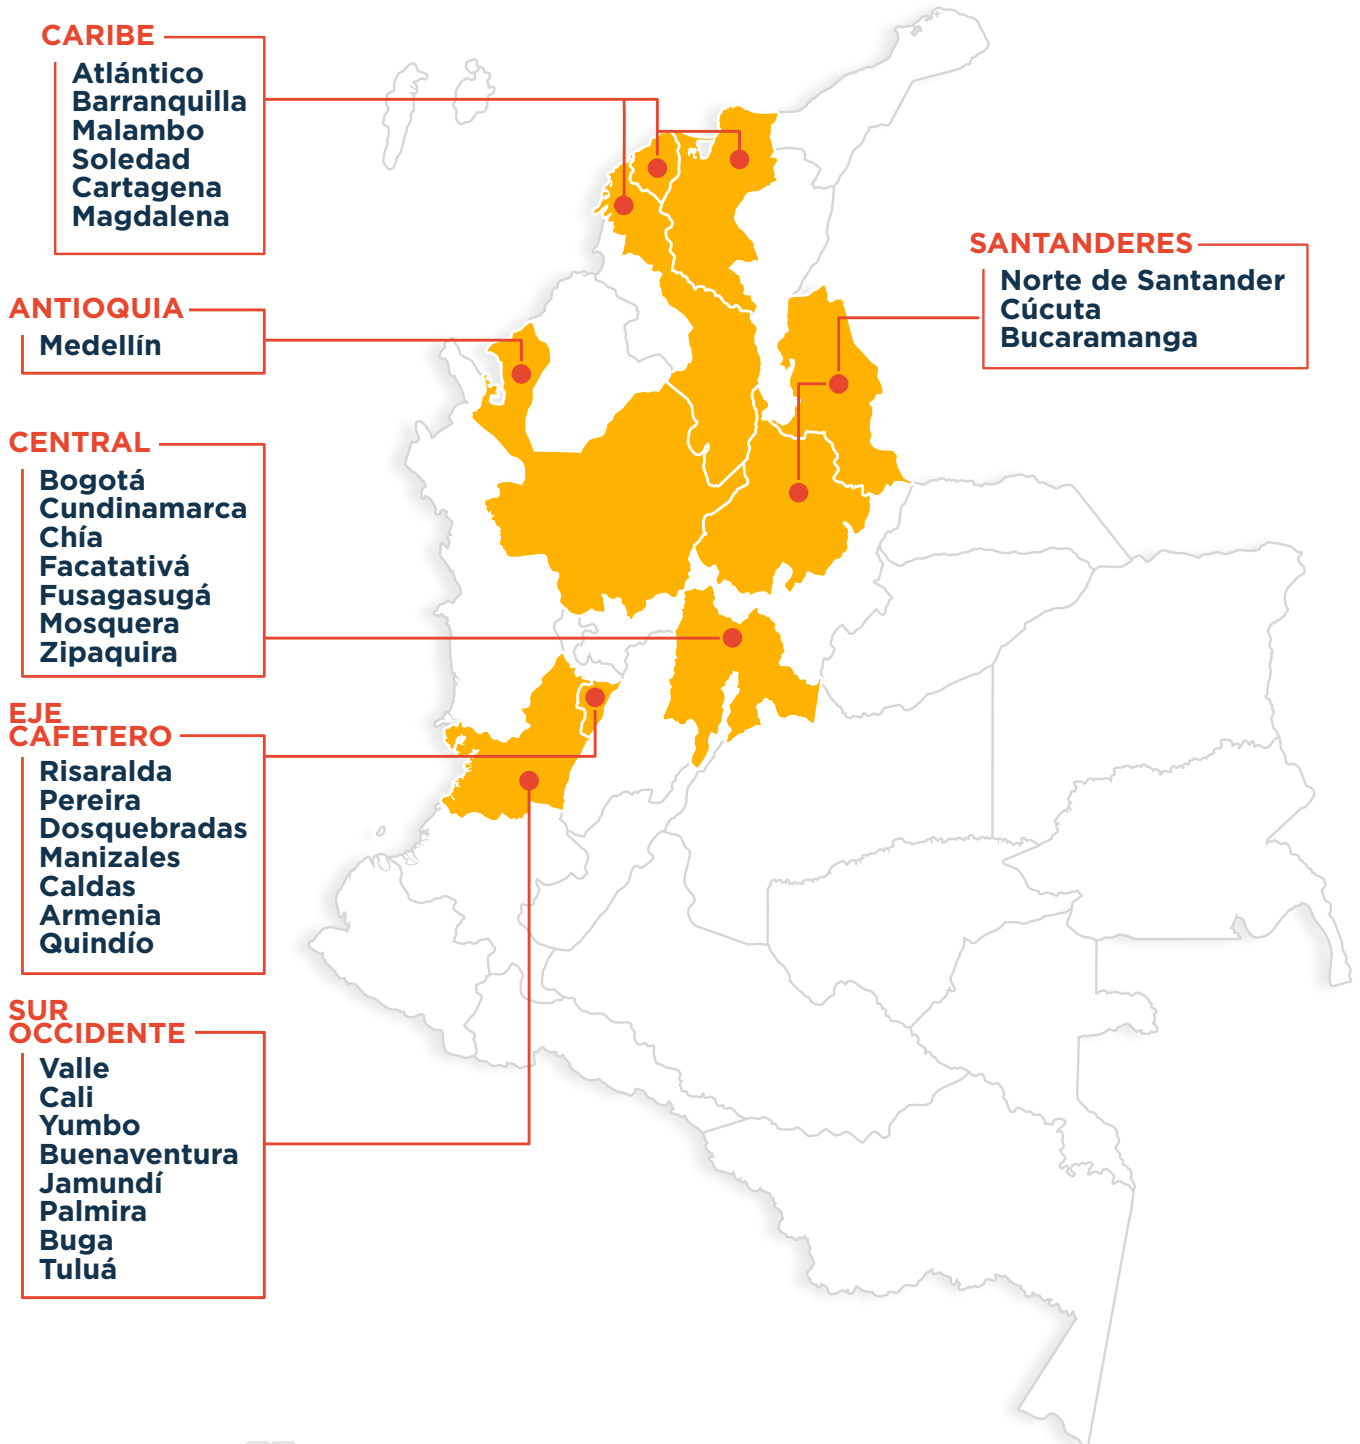 CARIBE
Atlántico
Barranquilla
Malambo
Soledad
Cartagena
Magdalena
SANTANDERES
Norte de Santander
Cúcuta
Bucaramanga
ANTIOQUIA
Medellín
CENTRAL
Bogotá
Cundinamarca
Chía
Facatativá
Fusagasugá
Mosquera
Zipaquira
EJE
CAFETERO
Risaralda
Pereira
Dosquebradas
Manizales
Caldas
Armenia
Quindío
SUR
OCCIDENTE
Valle
Cali
Yumbo
Buenaventura
Jamundí
Palmira
Buga
Tuluá